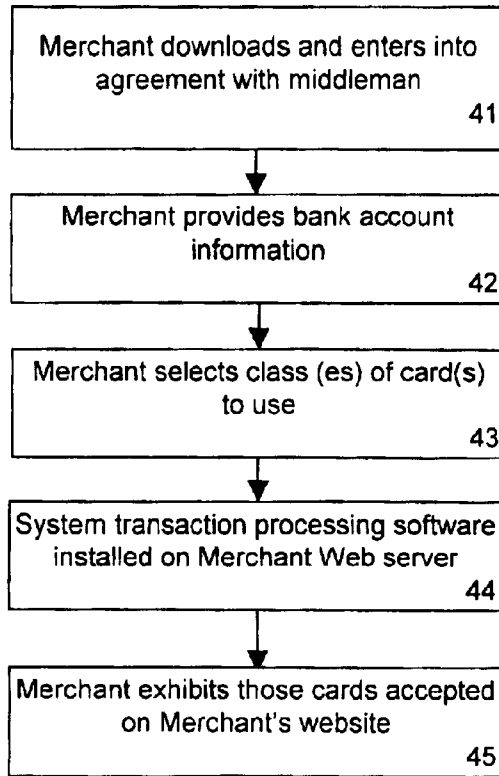 Merchant downloads and enters into
agreement with middleman
41
Merchant provides bank account
information
42
Merchant selects class (es) of card(s)
to use
43
System transaction processing software
installed on Merchant Web server
44
Merchant exhibits those cards accepted
on Merchant's website
45